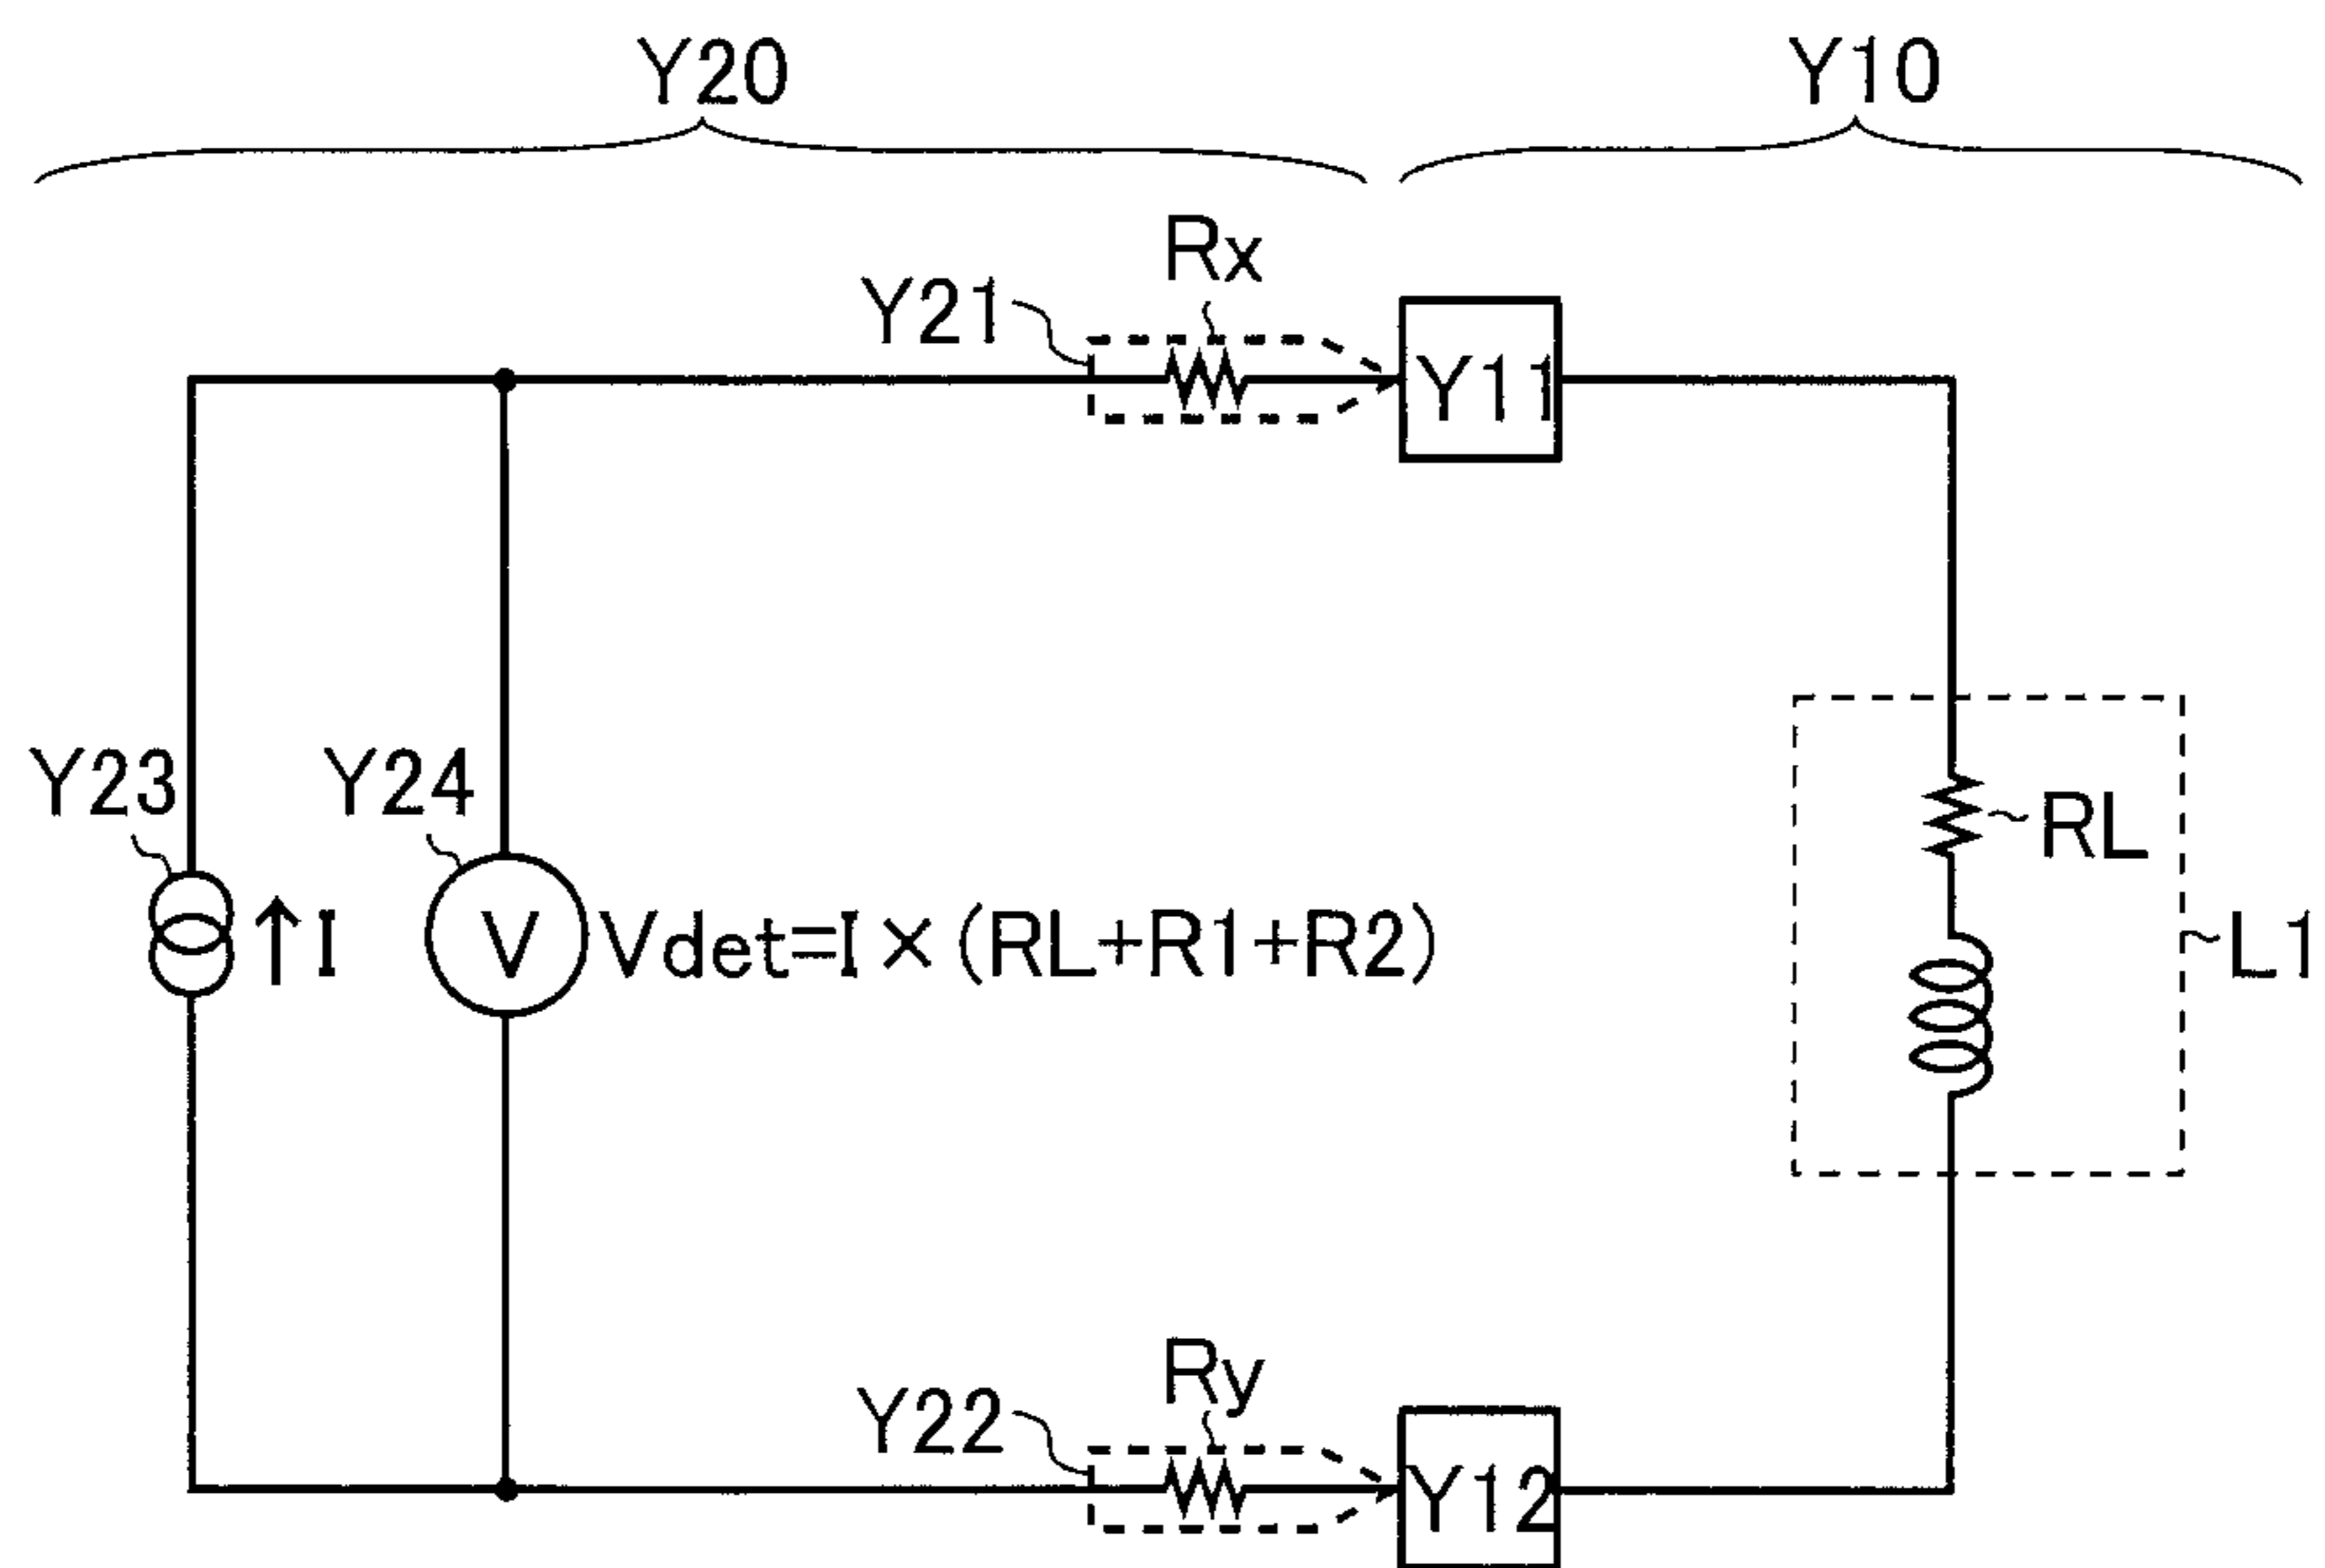 Y20
Y10
Rx
Y21
Y11
Y23
Y24
RL
↑I
V
Vdet=I×(RL+R1+R2)
L1
Ry
Y22
Y12